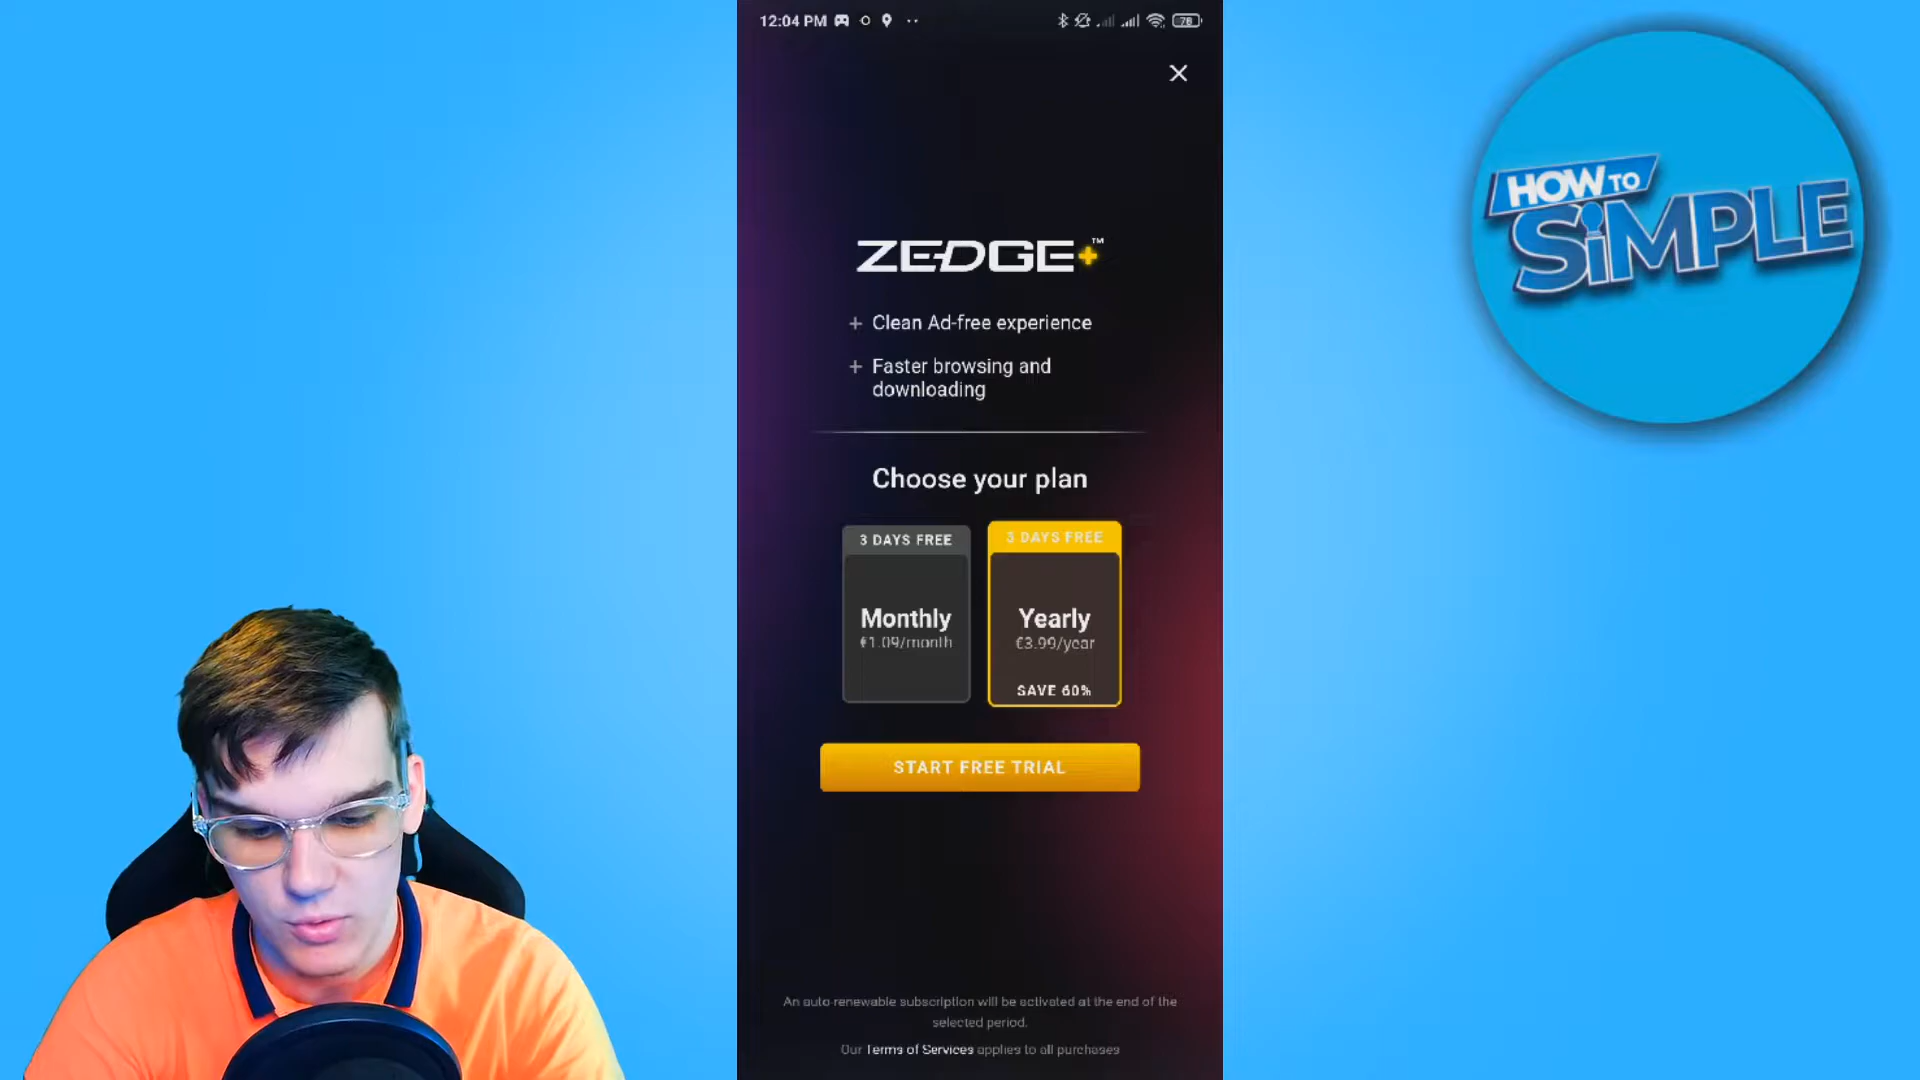 12:04 PM
78
HOW TO
SiMPLE
ZEDGE+™
+ Clean Ad-free experience
+ Faster browsing and
downloading
Choose your plan
3 DAYS FREE
Monthly
€1.09/month
3 DAYS FREE
Yearly
€3.99/year
SAVE 60%
START FREE TRIAL
An auto renewable subscription will be activated at the end of the
selected period.
Our Terms of Services applies to all purchases